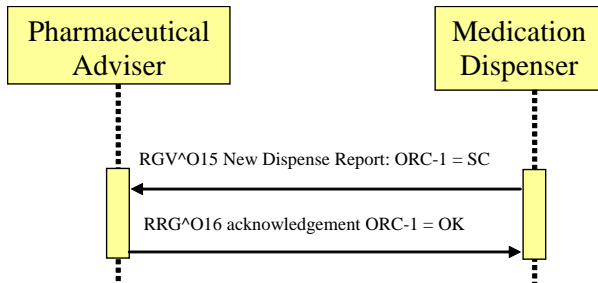 Pharmaceutical
Adviser
Medication
Dispenser
RGV^O15 New Dispense Report: ORC-1 = SC
RRG^O16 acknowledgement ORC-1 = OK